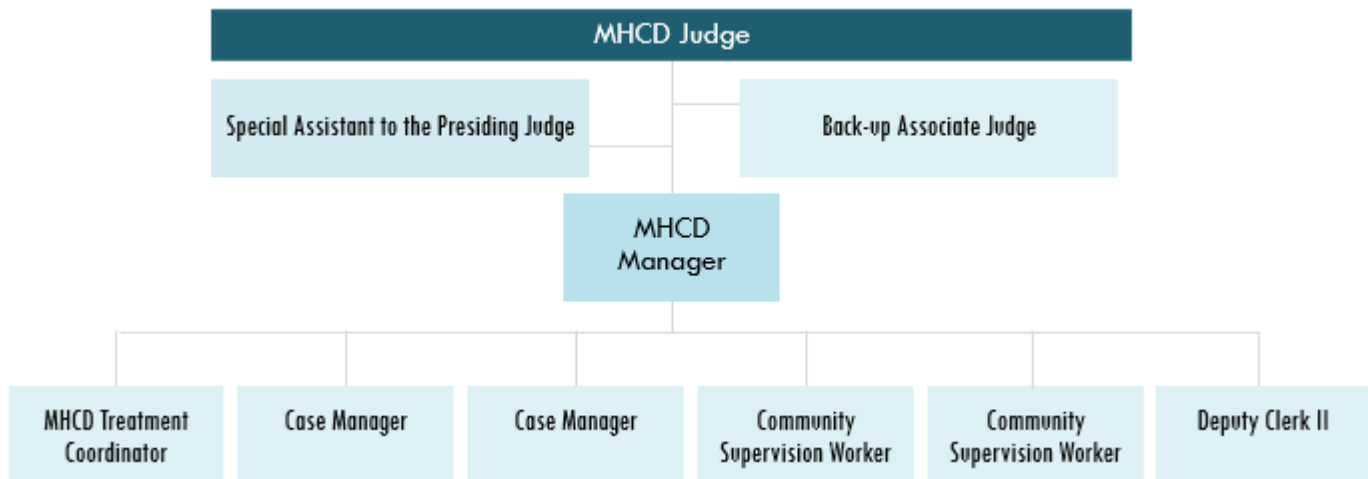 MHCD Judge
Special Assistant to the Presiding Judge
Back-up Associate Judge
MHCD
Manager
MHCD Treatment
Coordinator
Case Manager
Case Manager
Community
Supervision Worker
Community
Supervision Worker
Deputy Clerk II